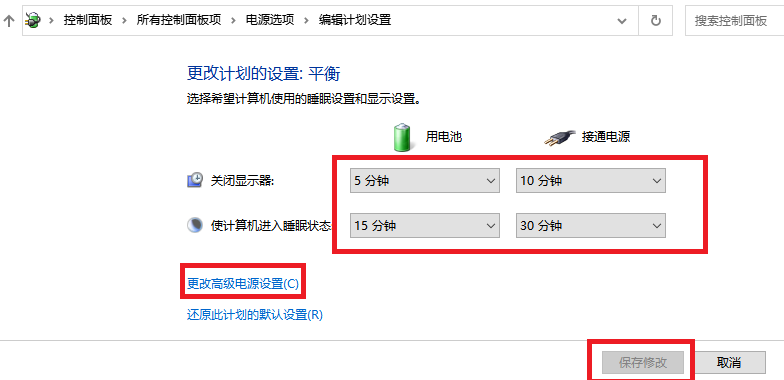 控制面板 > 所有控制面板项 > 电源选项 > 编辑计划设置 搜索控制面板
更改计划的设置: 平衡
选择希望计算机使用的睡眠设置和显示设置。
用电池 接通电源
关闭显示器: 5 分钟 10 分钟
使计算机进入睡眠状态: 15 分钟 30 分钟
更改高级电源设置(C)
还原此计划的默认设置(R)
保存修改 取消